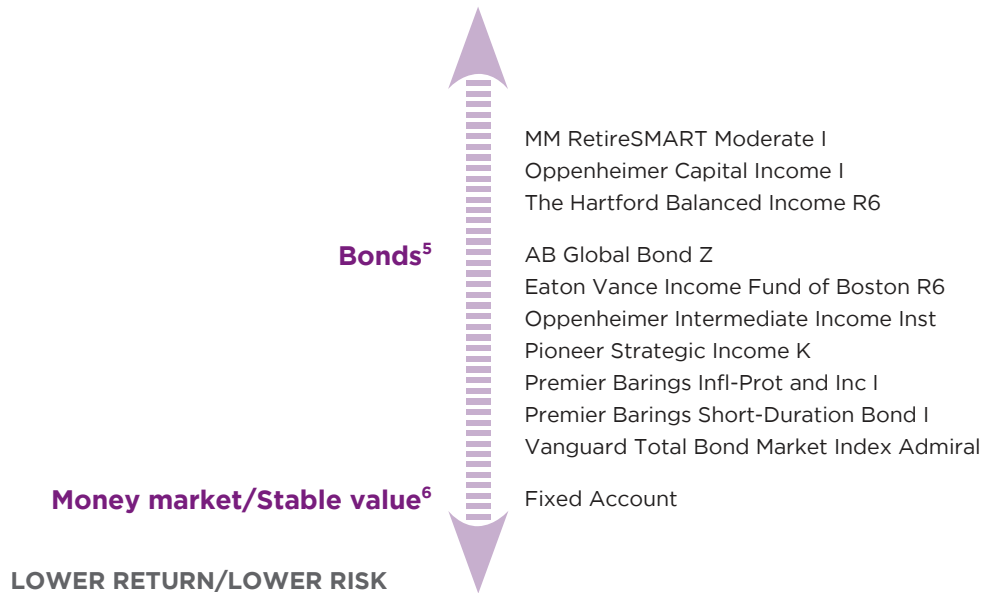 MM RetireSMART Moderate I
Oppenheimer Capital Income I
The Hartford Balanced Income R6
Bonds⁵
AB Global Bond Z
Eaton Vance Income Fund of Boston R6
Oppenheimer Intermediate Income Inst
Pioneer Strategic Income K
Premier Barings Infl-Prot and Inc I
Premier Barings Short-Duration Bond I
Vanguard Total Bond Market Index Admiral
Money market/Stable value⁶
Fixed Account
LOWER RETURN/LOWER RISK